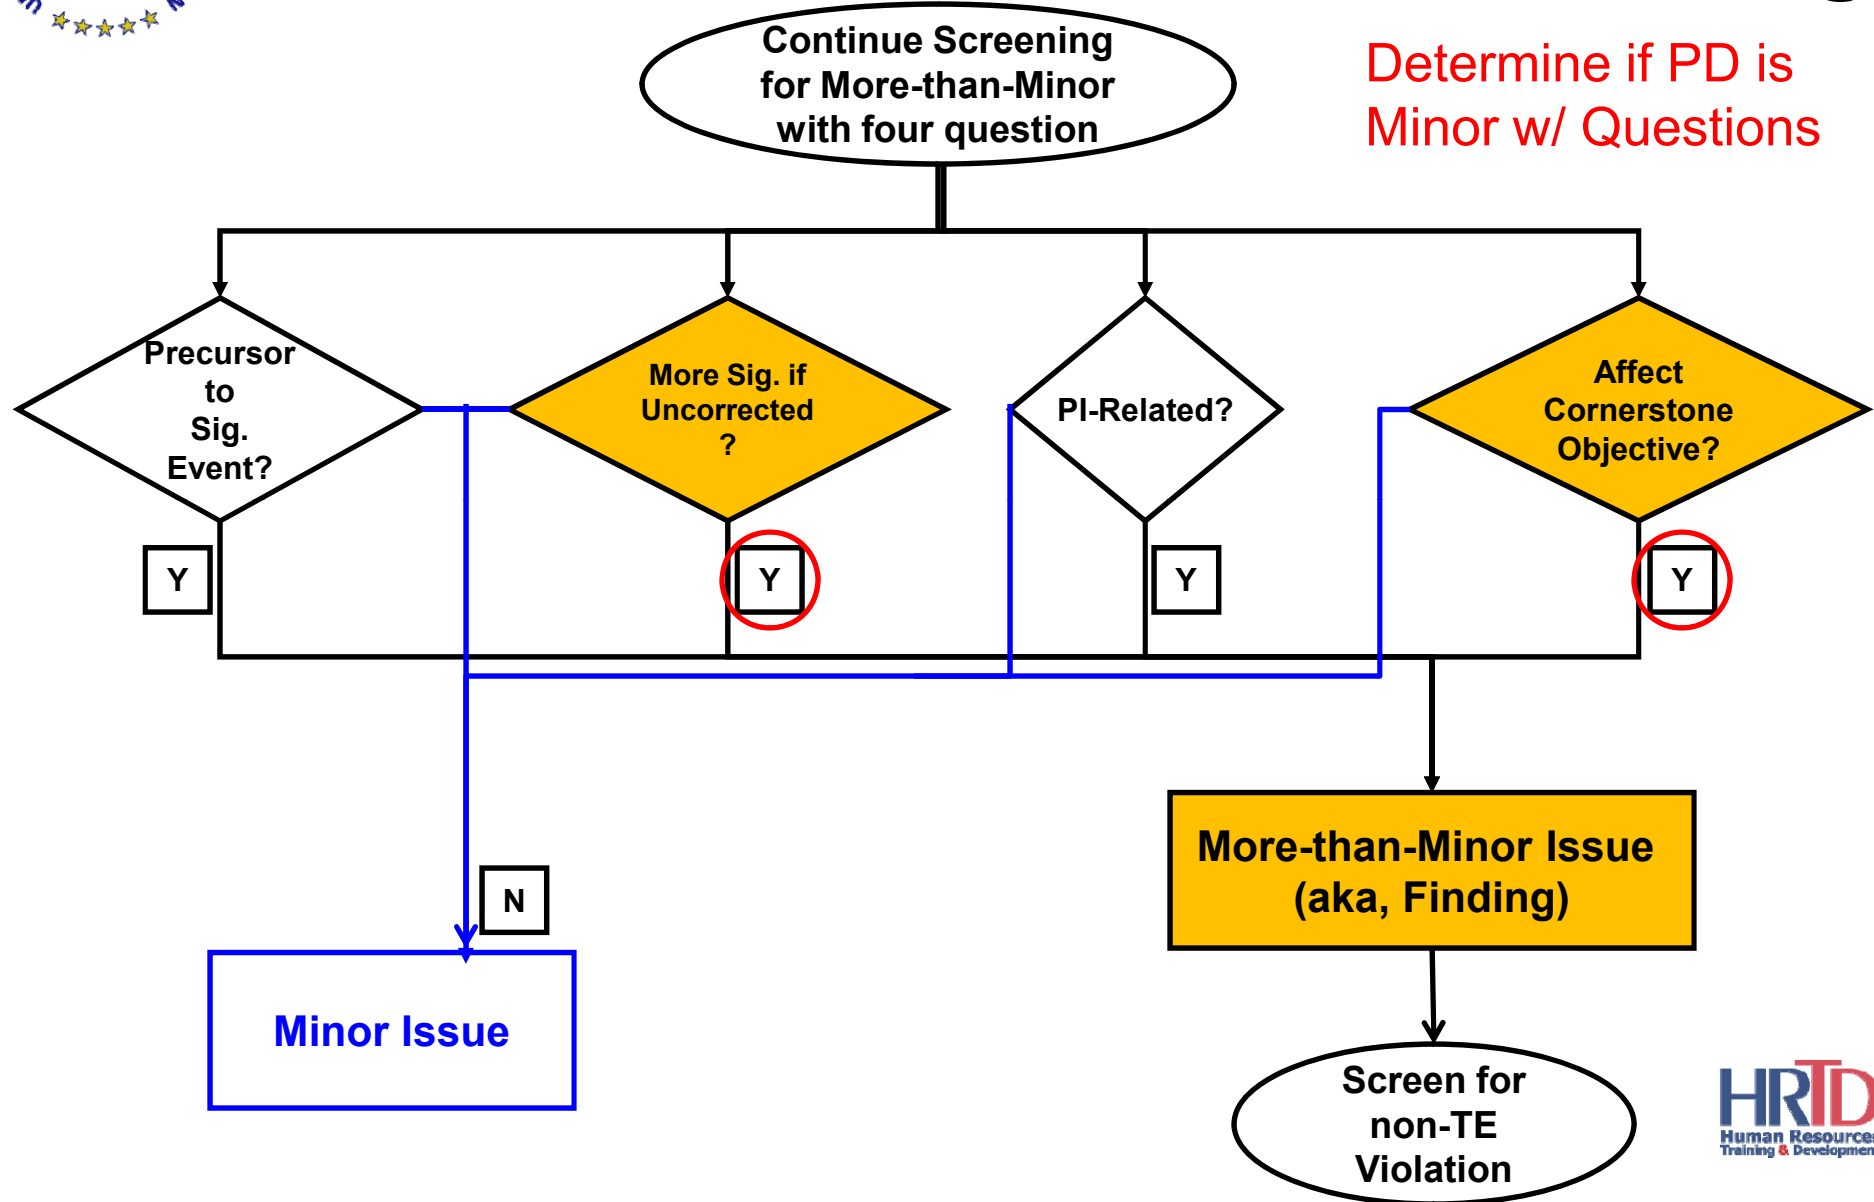 Continue Screening
for More-than-Minor
with four question
Determine if PD is
Minor w/ Questions
Precursor
to
Sig.
Event?
More Sig. if
Uncorrected
?
PI-Related?
Affect
Cornerstone
Objective?
Y
Y
Y
Y
More-than-Minor Issue
(aka, Finding)
N
Minor Issue
Screen for
non-TE
Violation
HRTD
Human Resources
Training & Development